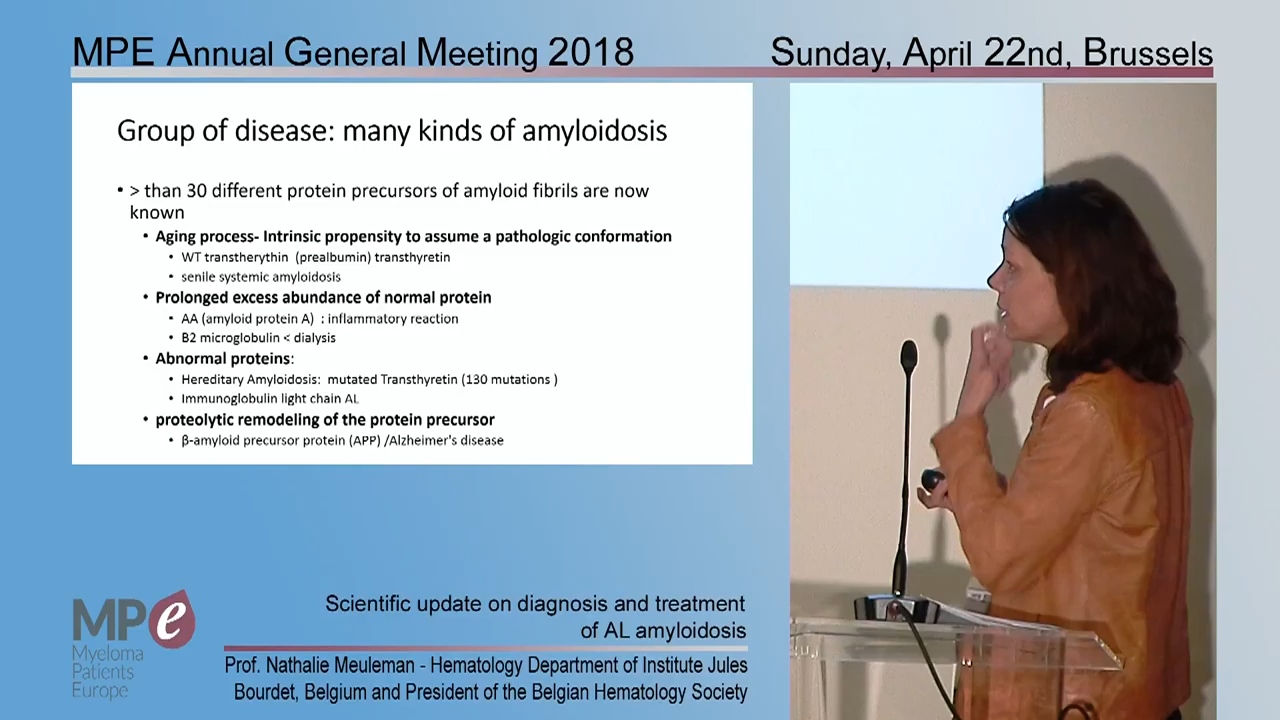 MPE Annual General Meeting 2018
Sunday, April 22nd, Brussels
Group of disease: many kinds of amyloidosis
• > than 30 different protein precursors of amyloid fibrils are now
known
• Aging process- Intrinsic propensity to assume a pathologic conformation
• WT transtherythin (prealbumin) transthyretin
• senile systemic amyloidosis
• Prolonged excess abundance of normal protein
• AA (amyloid protein A) : inflammatory reaction
• B2 microglobulin < dialysis
• Abnormal proteins:
• Hereditary Amyloidosis: mutated Transthyretin (130 mutations )
• Immunoglobulin light chain AL
• proteolytic remodeling of the protein precursor
• β-amyloid precursor protein (APP) /Alzheimer's disease
MPe
Myeloma
Patients
Europe
Scientific update on diagnosis and treatment
of AL amyloidosis
Prof. Nathalie Meuleman - Hematology Department of Institute Jules
Bourdet, Belgium and President of the Belgian Hematology Society